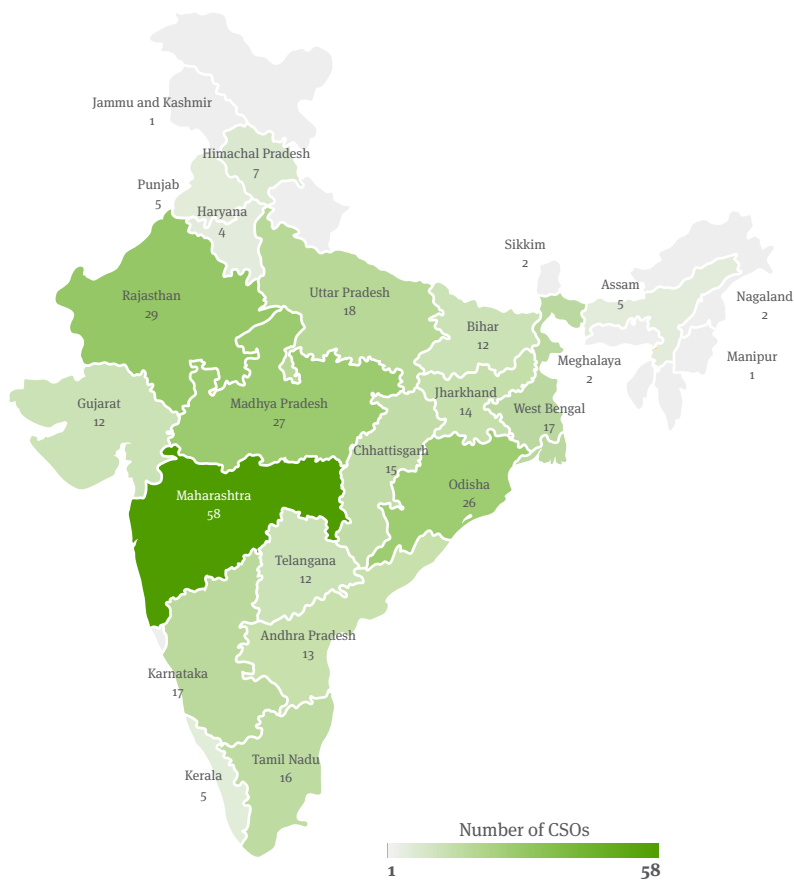 Jammu and Kashmir
1
Himachal Pradesh
7
Punjab
5
Haryana
4
Sikkim
2
Assam
5
Nagaland
2
Rajasthan
29
Uttar Pradesh
18
Bihar
12
Meghalaya
2
Manipur
1
Gujarat
12
Madhya Pradesh
27
Jharkhand
14
West Bengal
17
Chhattisgarh
15
Maharashtra
58
Odisha
26
Telangana
12
Andhra Pradesh
13
Karnataka
17
Tamil Nadu
16
Kerala
5
Number of CSOs
1
58